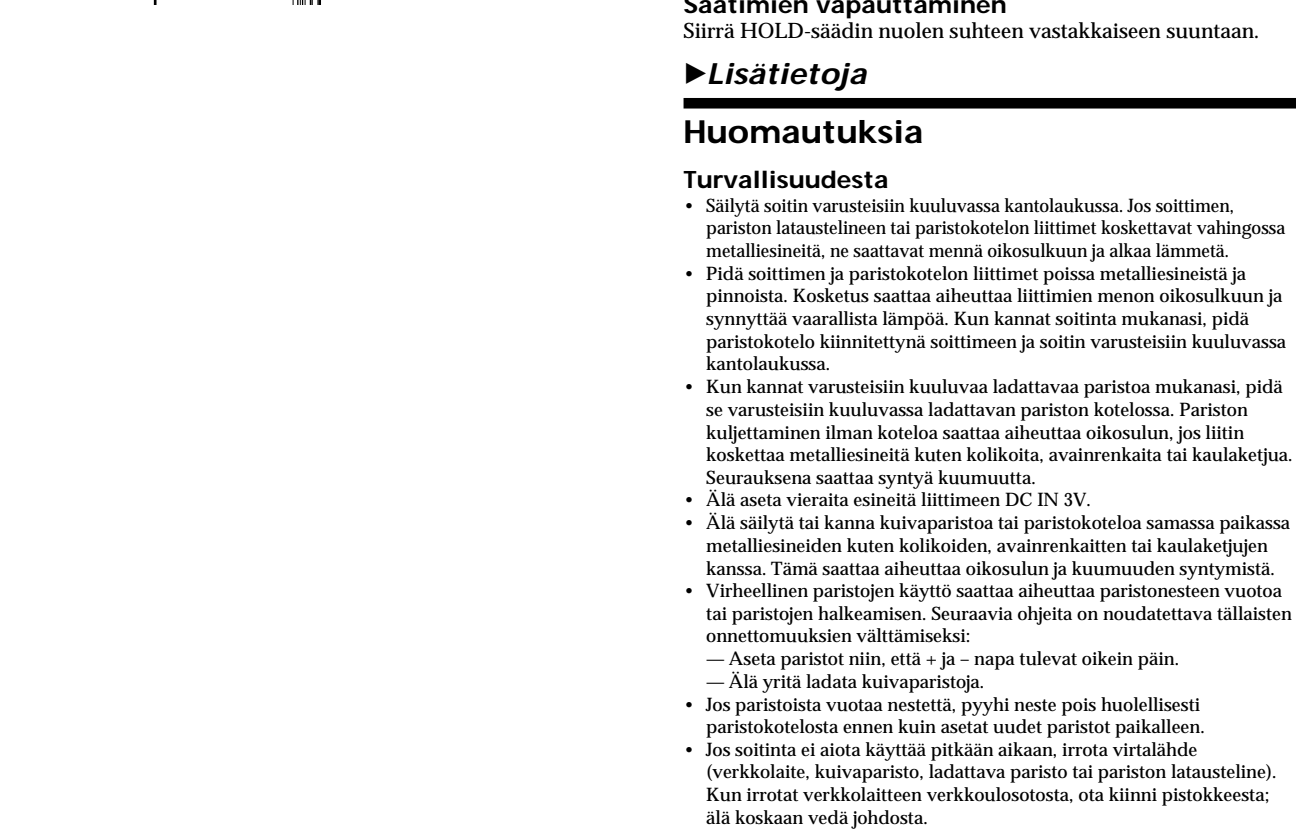 Säätimien vapauttaminen
Siirrä HOLD-säädin nuolen suhteen vastakkaiseen suuntaan.
▶Lisätietoja
Huomautuksia
Turvallisuudesta
• Säilytä soitin varusteisiin kuuluvassa kantolaukussa. Jos soittimen,
pariston lataustelineen tai paristokotelon liittimet koskettavat vahingossa
metalliesineitä, ne saattavat mennä oikosulkuun ja alkaa lämmetä.
• Pidä soittimen ja paristokotelon liittimet poissa metalliesineistä ja
pinnoista. Kosketus saattaa aiheuttaa liittimien menon oikosulkuun ja
synnyttää vaarallista lämpöä. Kun kannat soitinta mukanasi, pidä
paristokotelo kiinnitettynä soittimeen ja soitin varusteisiin kuuluvassa
kantolaukussa.
• Kun kannat varusteisiin kuuluvaa ladattavaa paristoa mukanasi, pidä
se varusteisiin kuuluvassa ladattavan pariston kotelossa. Pariston
kuljettaminen ilman koteloa saattaa aiheuttaa oikosulun, jos liitin
koskettaa metalliesineitä kuten kolikoita, avainrenkaita tai kaulaketjua.
Seurauksena saattaa syntyä kuumuutta.
• Älä aseta vieraita esineitä liittimeen DC IN 3V.
• Älä säilytä tai kanna kuivaparistoa tai paristokoteloa samassa paikassa
metalliesineiden kuten kolikoiden, avainrenkaitten tai kaulaketjujen
kanssa. Tämä saattaa aiheuttaa oikosulun ja kuumuuden syntymistä.
• Virheellinen paristojen käyttö saattaa aiheuttaa paristonesteen vuotoa
tai paristojen halkeamisen. Seuraavia ohjeita on noudatettava tällaisten
onnettomuuksien välttämiseksi:
— Aseta paristot niin, että + ja – napa tulevat oikein päin.
— Älä yritä ladata kuivaparistoja.
• Jos paristoista vuotaa nestettä, pyyhi neste pois huolellisesti
paristokotelosta ennen kuin asetat uudet paristot paikalleen.
• Jos soitinta ei aiota käyttää pitkään aikaan, irrota virtalähde
(verkkolaite, kuivaparisto, ladattava paristo tai pariston latausteline).
Kun irrotat verkkolaitteen verkkoulosotosta, ota kiinni pistokkeesta;
älä koskaan vedä johdosta.